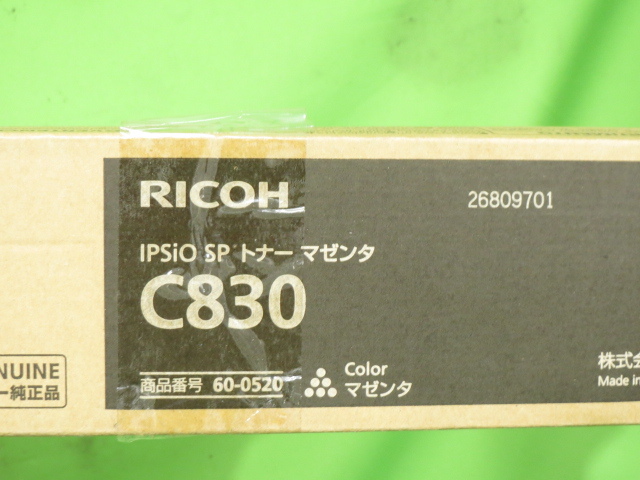 RICOH
26809701
IPSiO SP トナー マゼンタ
C830
商品番号 60-0520
Color
マゼンタ
株式会
Made in
NUINE
ー純正品